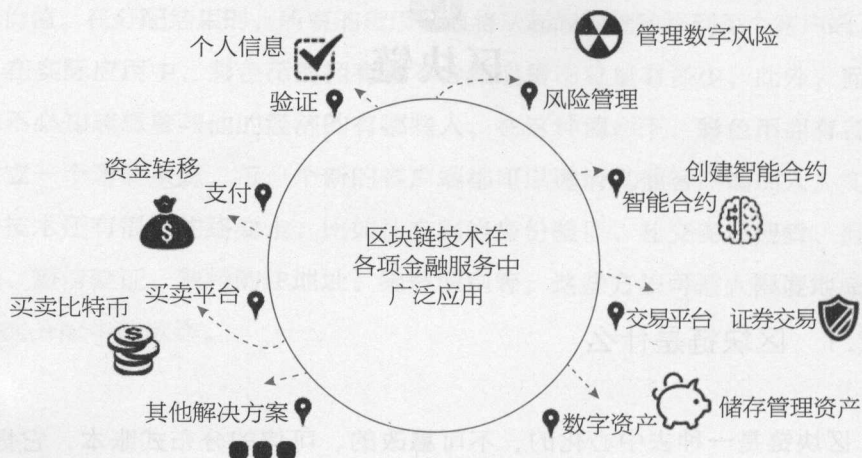 个人信息
管理数字风险
验证
风险管理
资金转移
支付
创建智能合约
智能合约
区块链技术在
各项金融服务中
广泛应用
买卖比特币
买卖平台
交易平台
证券交易
其他解决方案
数字资产
储存管理资产